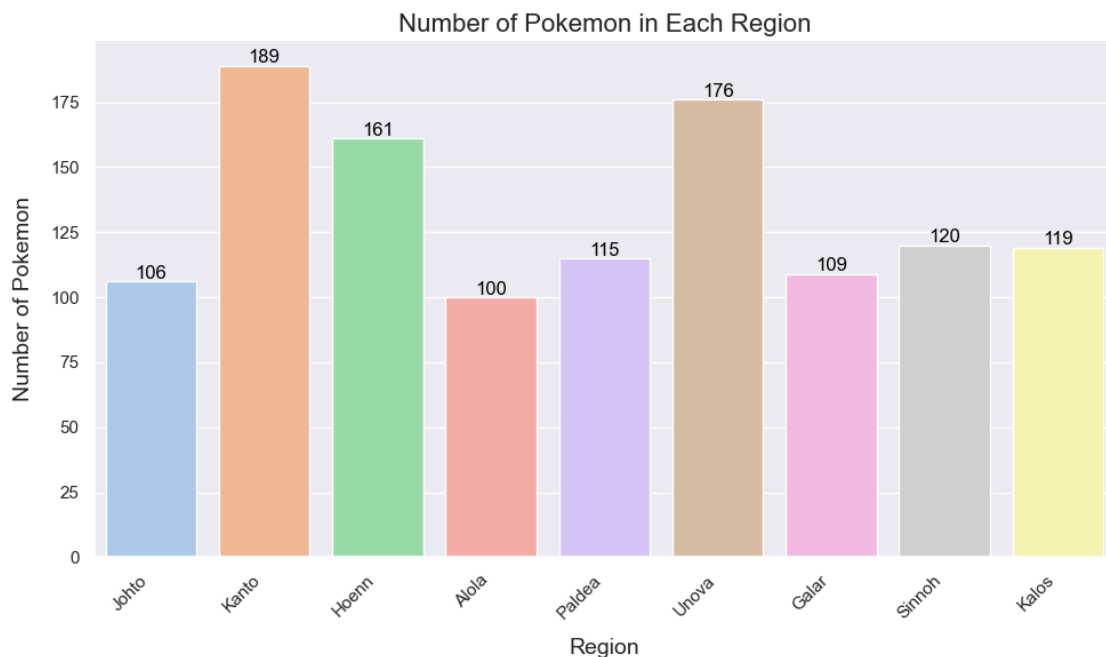 Number of Pokemon in Each Region
Number of Pokemon
175
150
125
100
75
50
25
0
106
189
161
100
115
176
109
120
119
Johto
Kanto
Hoenn
Alola
Paldea
Unova
Galar
Sinnoh
Kalos
Region